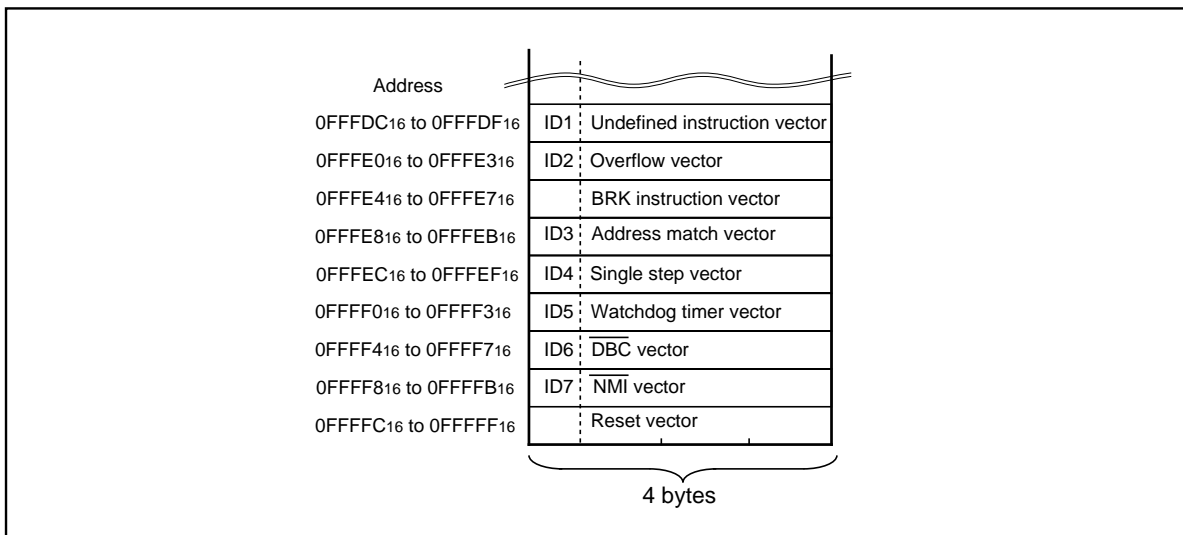 Address
0FFFDC16 to 0FFFDF16 ID1 Undefined instruction vector
0FFFE016 to 0FFFE316 ID2 Overflow vector
0FFFE416 to 0FFFE716 BRK instruction vector
0FFFE816 to 0FFFEB16 ID3 Address match vector
0FFFEC16 to 0FFFEF16 ID4 Single step vector
0FFFF016 to 0FFFF316 ID5 Watchdog timer vector
0FFFF416 to 0FFFF716 ID6 D̅B̅C̅ vector
0FFFF816 to 0FFFFB16 ID7 N̅M̅I̅ vector
0FFFFC16 to 0FFFFF16 Reset vector
4 bytes